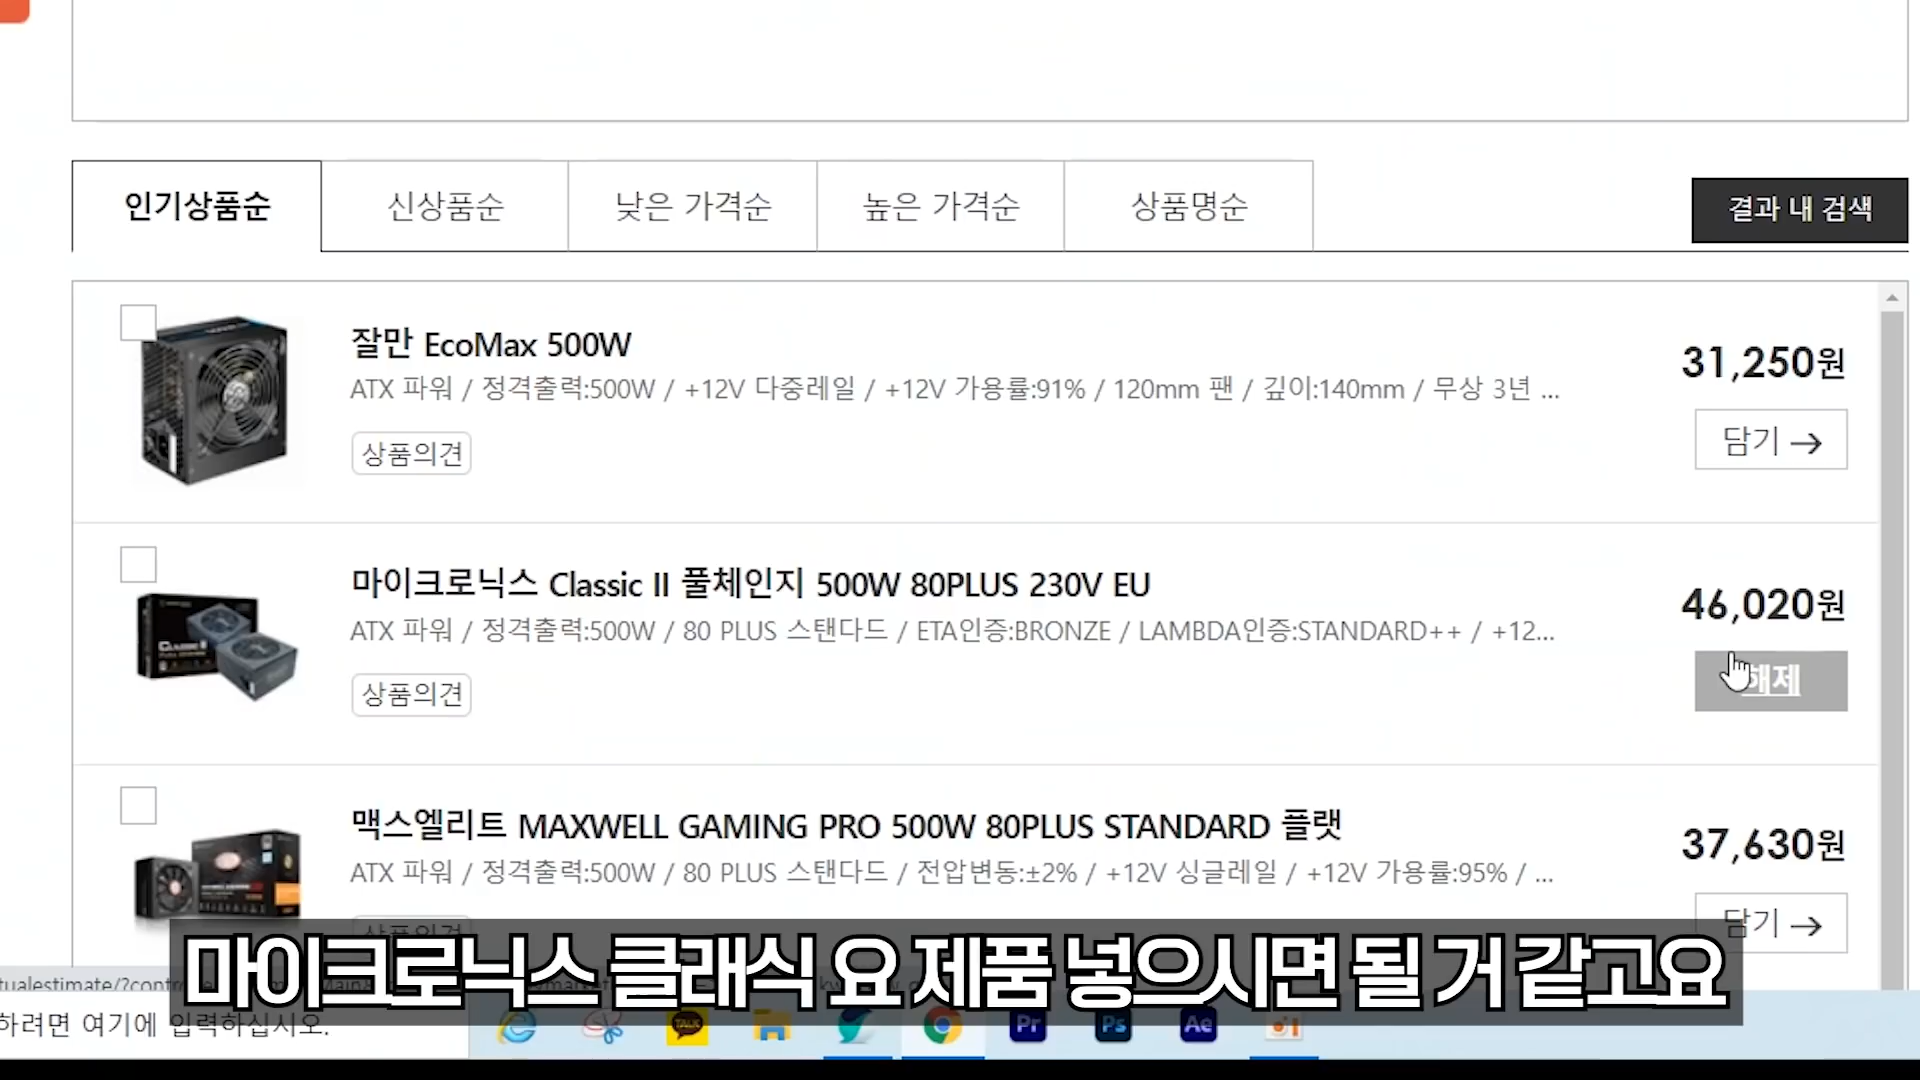 인기상품순
신상품순
낮은 가격순
높은 가격순
상품명순
결과 내 검색
잘만 EcoMax 500W
31,250원
ATX 파워 / 정격출력:500W / +12V 다중레일 / +12V 가용률:91% / 120mm 팬 / 깊이:140mm / 무상 3년 ...
담기 →
상품의견
마이크로닉스 Classic II 풀체인지 500W 80PLUS 230V EU
46,020원
ATX 파워 / 정격출력:500W / 80 PLUS 스탠다드 / ETA인증:BRONZE / LAMBDA인증:STANDARD++ / +12...
해제
상품의견
맥스엘리트 MAXWELL GAMING PRO 500W 80PLUS STANDARD 플랫
37,630원
ATX 파워 / 정격출력:500W / 80 PLUS 스탠다드 / 전압변동:±2% / +12V 싱글레일 / +12V 가용률:95% / ...
담기 →
상품의견
마이크로닉스 클래식 요 제품 넣으시면 될 거 같고요
하려면 여기에 입력하십시오.
TALK
Pr
Ps
Ae